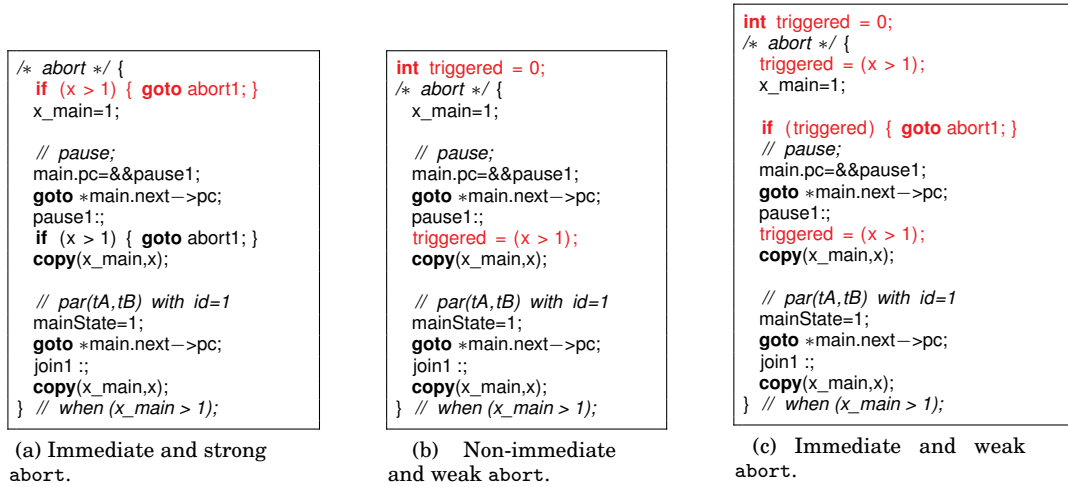 /* abort */ {
if (x > 1) { goto abort1; }
x_main=1;
// pause;
main.pc=&&pause1;
goto *main.next->pc;
pause1:;
if (x > 1) { goto abort1; }
copy(x_main,x);
// par(tA,tB) with id=1
mainState=1;
goto *main.next->pc;
join1 :;
copy(x_main,x);
} // when (x_main > 1);
(a) Immediate and strong
abort.
int triggered = 0;
/* abort */ {
x_main=1;
// pause;
main.pc=&&pause1;
goto *main.next->pc;
pause1:;
triggered = (x > 1);
copy(x_main,x);
// par(tA,tB) with id=1
mainState=1;
goto *main.next->pc;
join1 :;
copy(x_main,x);
} // when (x_main > 1);
(b) Non-immediate
and weak abort.
int triggered = 0;
/* abort */ {
triggered = (x > 1);
x_main=1;
if (triggered) { goto abort1; }
// pause;
main.pc=&&pause1;
goto *main.next->pc;
pause1:;
triggered = (x > 1);
copy(x_main,x);
// par(tA,tB) with id=1
mainState=1;
goto *main.next->pc;
join1 :;
copy(x_main,x);
} // when (x_main > 1);
(c) Immediate and weak
abort.